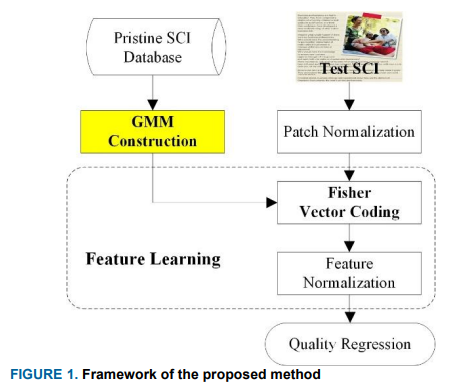 Pristine SCI
Database
Test SCI
GMM
Construction
Patch Normalization
Fisher
Vector Coding
Feature Learning
Feature
Normalization
Quality Regression
FIGURE 1. Framework of the proposed method